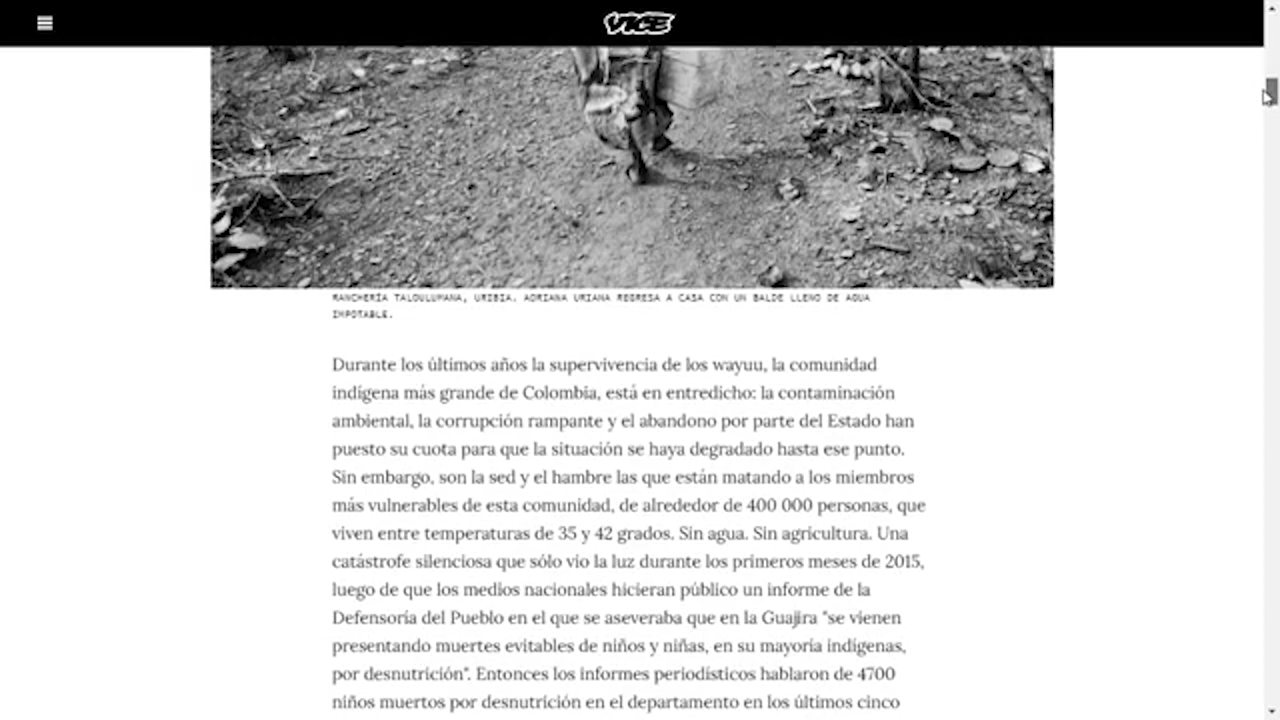 VICE
RANCHERÍA TALOULUMANA, URIBIA. ADRIANA URIANA REGRESA A CASA CON UN BALDE LLENO DE AGUA
IMPOTABLE.
Durante los últimos años la supervivencia de los wayuu, la comunidad
indígena más grande de Colombia, está en entredicho: la contaminación
ambiental, la corrupción rampante y el abandono por parte del Estado han
puesto su cuota para que la situación se haya degradado hasta ese punto.
Sin embargo, son la sed y el hambre las que están matando a los miembros
más vulnerables de esta comunidad, de alrededor de 400 000 personas, que
viven entre temperaturas de 35 y 42 grados. Sin agua. Sin agricultura. Una
catástrofe silenciosa que sólo vio la luz durante los primeros meses de 2015,
luego de que los medios nacionales hicieran público un informe de la
Defensoría del Pueblo en el que se aseveraba que en la Guajira "se vienen
presentando muertes evitables de niños y niñas, en su mayoría indígenas,
por desnutrición". Entonces los informes periodísticos hablaron de 4700
niños muertos por desnutrición en el departamento en los últimos cinco